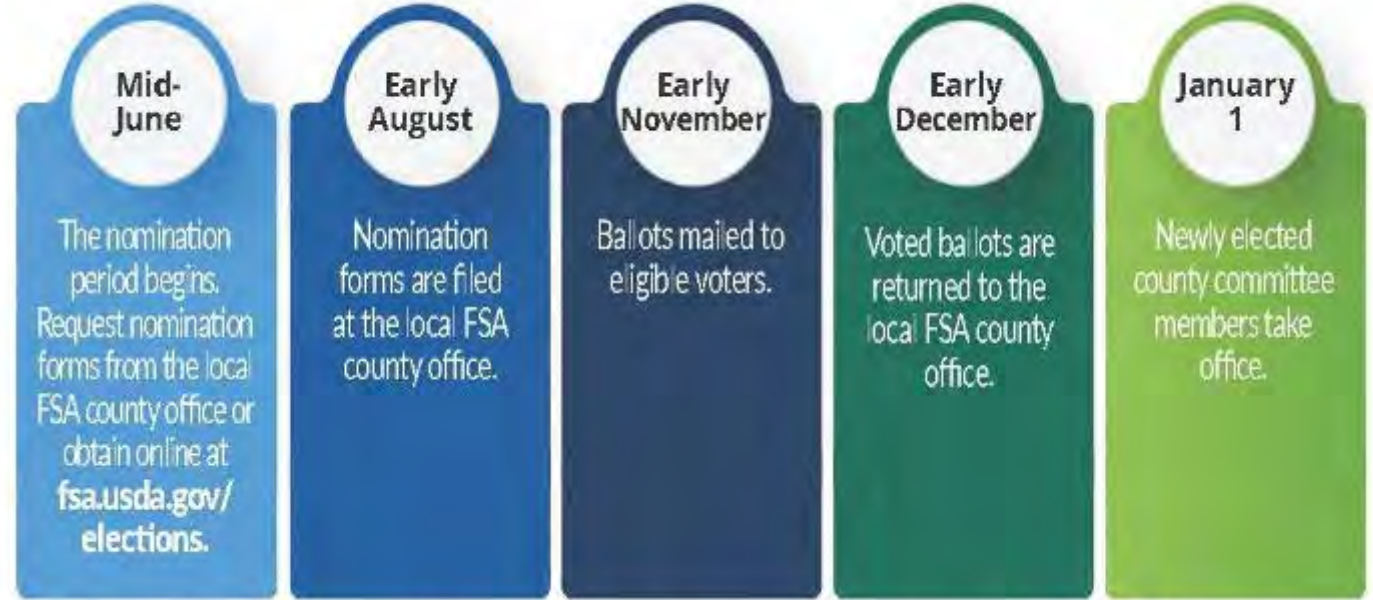 Mid-
June
The nomination
period begins.
Request nomination
forms from the local
FSA county office or
obtain online at
fsa.usda.gov/
elections.
Early
August
Nomination
forms are filed
at the local FSA
county office.
Early
November
Ballots mailed to
eligible voters.
Early
December
Voted ballots are
returned to the
local FSA county
office.
January
1
Newly elected
county committee
members take
office.